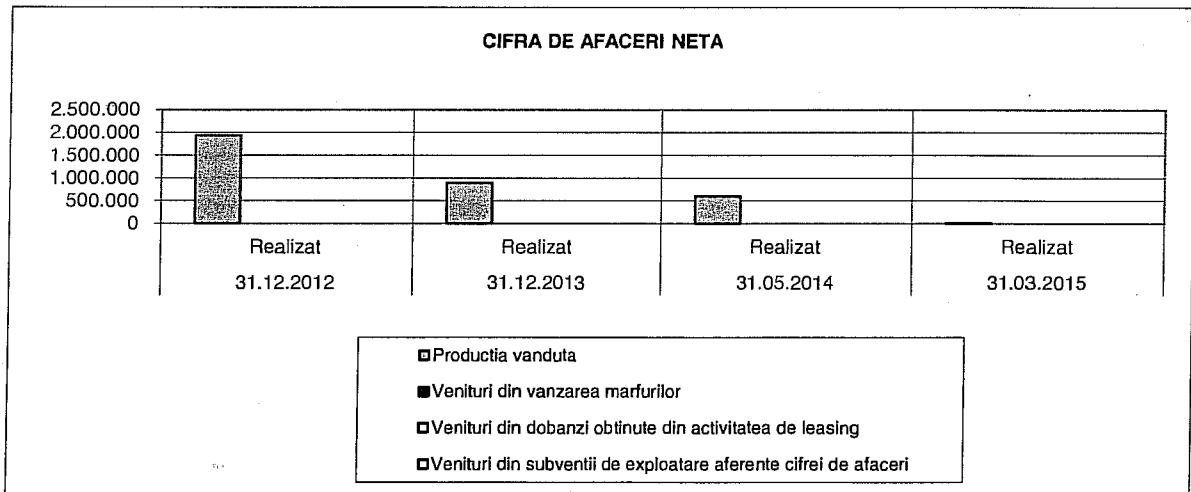 CIFRA DE AFACERI NETA
2.500.000
2.000.000
1.500.000
1.000.000
500.000
0
Realizat Realizat Realizat Realizat
31.12.2012 31.12.2013 31.05.2014 31.03.2015
Productia vanduta
Venituri din vanzarea marfurilor
Venituri din dobanzi obtinute din activitatea de leasing
Venituri din subventii de exploatare aferente cifrei de afaceri